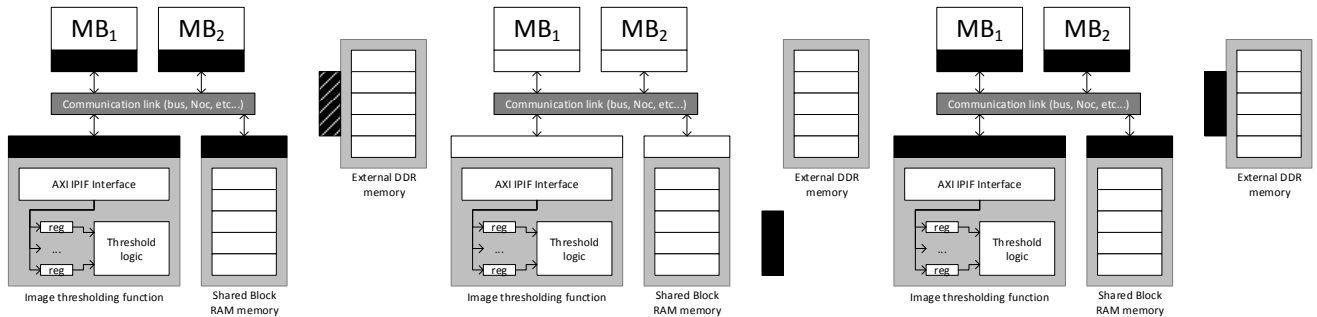 MB1
MB2
Communication link (bus, Noc, etc...)
External DDR
memory
AXI IPIF Interface
reg
...
reg
Threshold
logic
Image thresholding function
Shared Block
RAM memory
MB1
MB2
Communication link (bus, Noc, etc...)
External DDR
memory
AXI IPIF Interface
reg
...
reg
Threshold
logic
Image thresholding function
Shared Block
RAM memory
MB1
MB2
Communication link (bus, Noc, etc...)
External DDR
memory
AXI IPIF Interface
reg
...
reg
Threshold
logic
Image thresholding function
Shared Block
RAM memory